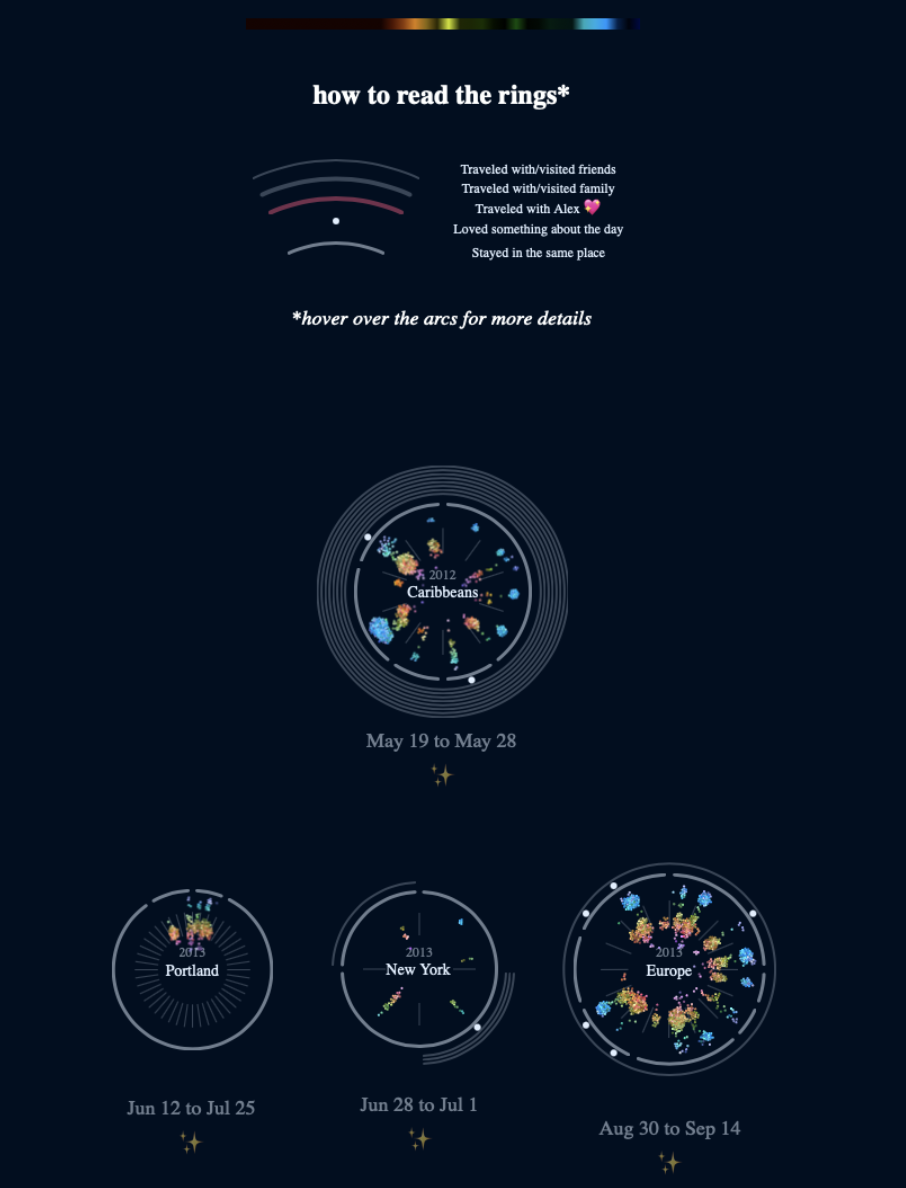 how to read the rings*
Traveled with/visited friends
Traveled with/visited family
Traveled with Alex 💖
Loved something about the day
Stayed in the same place
*hover over the arcs for more details
2012
Caribbeans
May 19 to May 28
2013
Portland
Jun 12 to Jul 25
2013
New York
Jun 28 to Jul 1
2013
Europe
Aug 30 to Sep 14